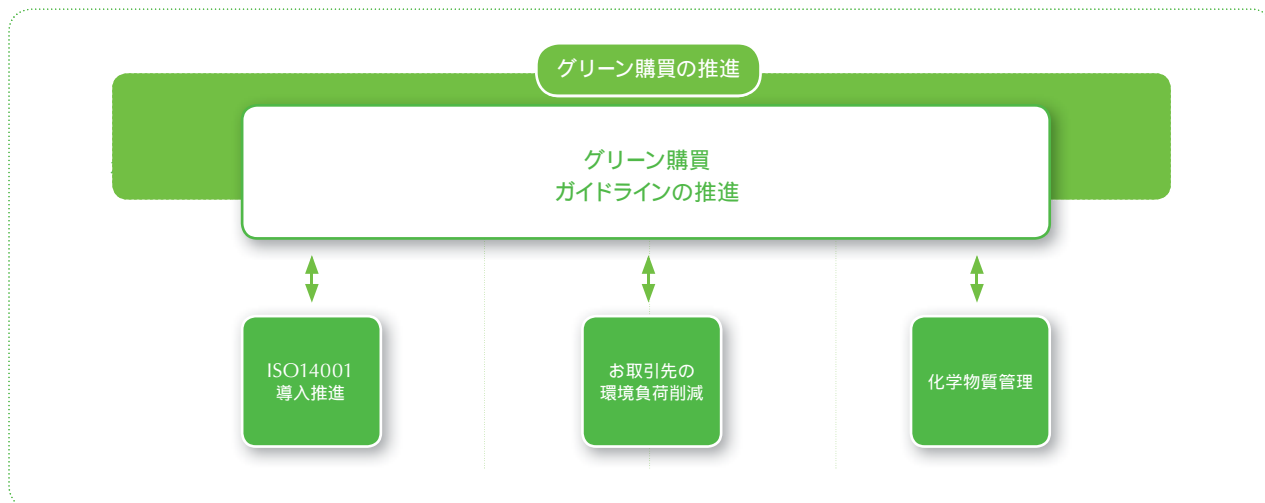 グリーン購買の推進
グリーン購買
ガイドラインの推進
ISO14001
導入推進
お取引先の
環境負荷削減
化学物質管理